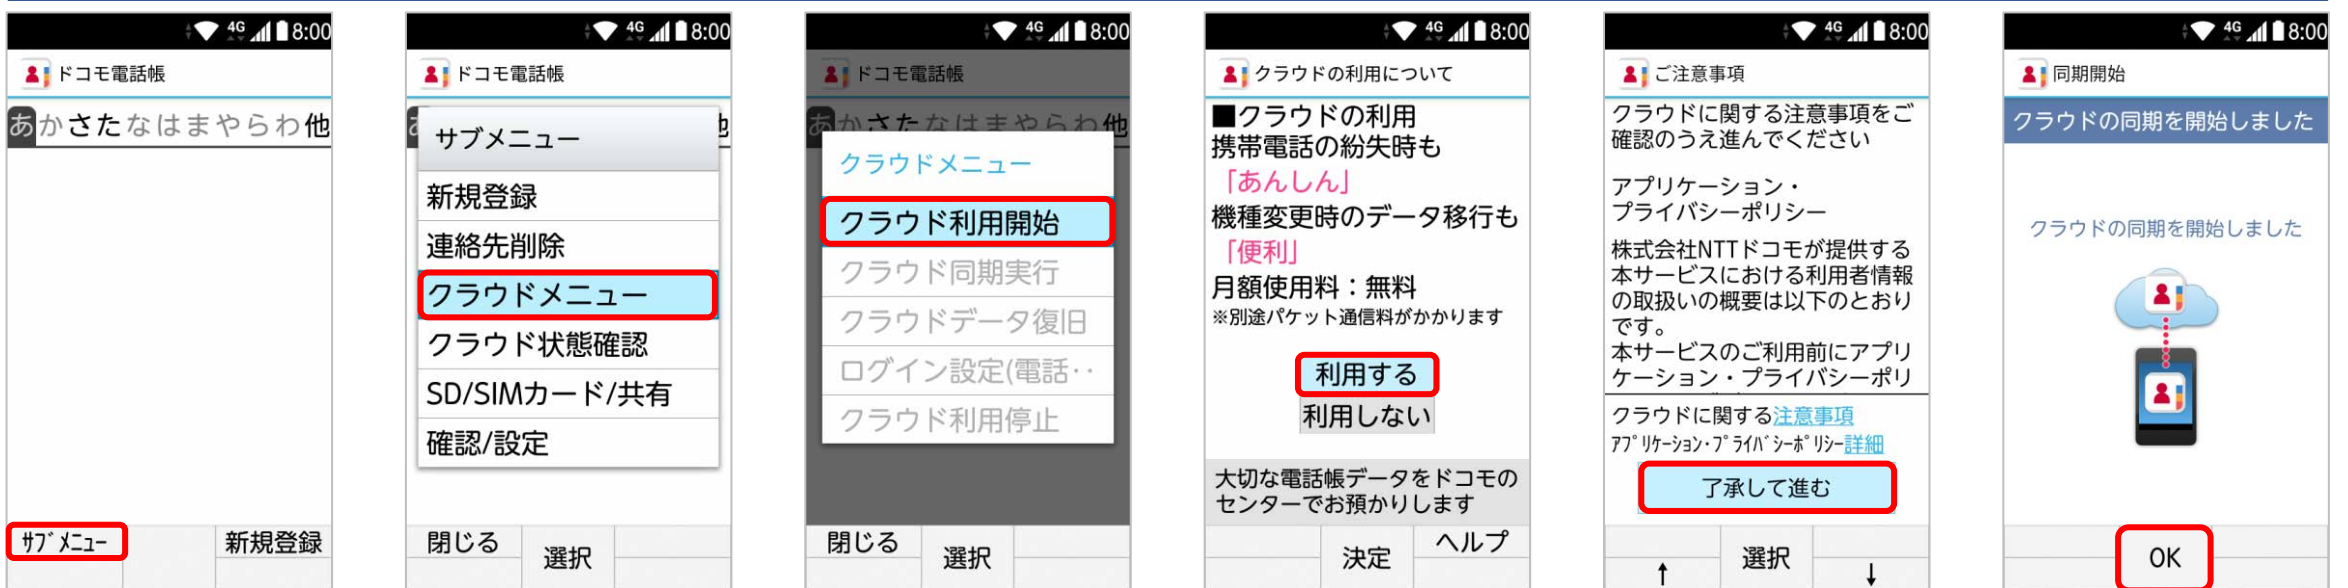 4G 8:00
ドコモ電話帳
あかさたなはまやらわ他
ｻﾌﾞﾒﾆｭｰ
新規登録
4G 8:00
ドコモ電話帳
サブメニュー
新規登録
連絡先削除
クラウドメニュー
クラウド状態確認
SD/SIMカード/共有
確認/設定
閉じる
選択
4G 8:00
ドコモ電話帳
あかさたなはまやらわ他
クラウドメニュー
クラウド利用開始
クラウド同期実行
クラウドデータ復旧
ログイン設定(電話‥
クラウド利用停止
閉じる
選択
4G 8:00
クラウドの利用について
■クラウドの利用
携帯電話の紛失時も
「あんしん」
機種変更時のデータ移行も
「便利」
月額使用料：無料
※別途パケット通信料がかかります
利用する
利用しない
大切な電話帳データをドコモの
センターでお預かりします
決定
ヘルプ
4G 8:00
ご注意事項
クラウドに関する注意事項をご
確認のうえ進んでください
アプリケーション・
プライバシーポリシー
株式会社NTTドコモが提供する
本サービスにおける利用者情報
の取扱いの概要は以下のとおり
です。
本サービスのご利用前にアプリ
ケーション・プライバシーポリ
クラウドに関する注意事項
ｱﾌﾟﾘｹｰｼｮﾝ･ﾌﾟﾗｲﾊﾞｼｰﾎﾟﾘｼｰ詳細
了承して進む
↑
選択
↓
4G 8:00
同期開始
クラウドの同期を開始しました
クラウドの同期を開始しました
OK